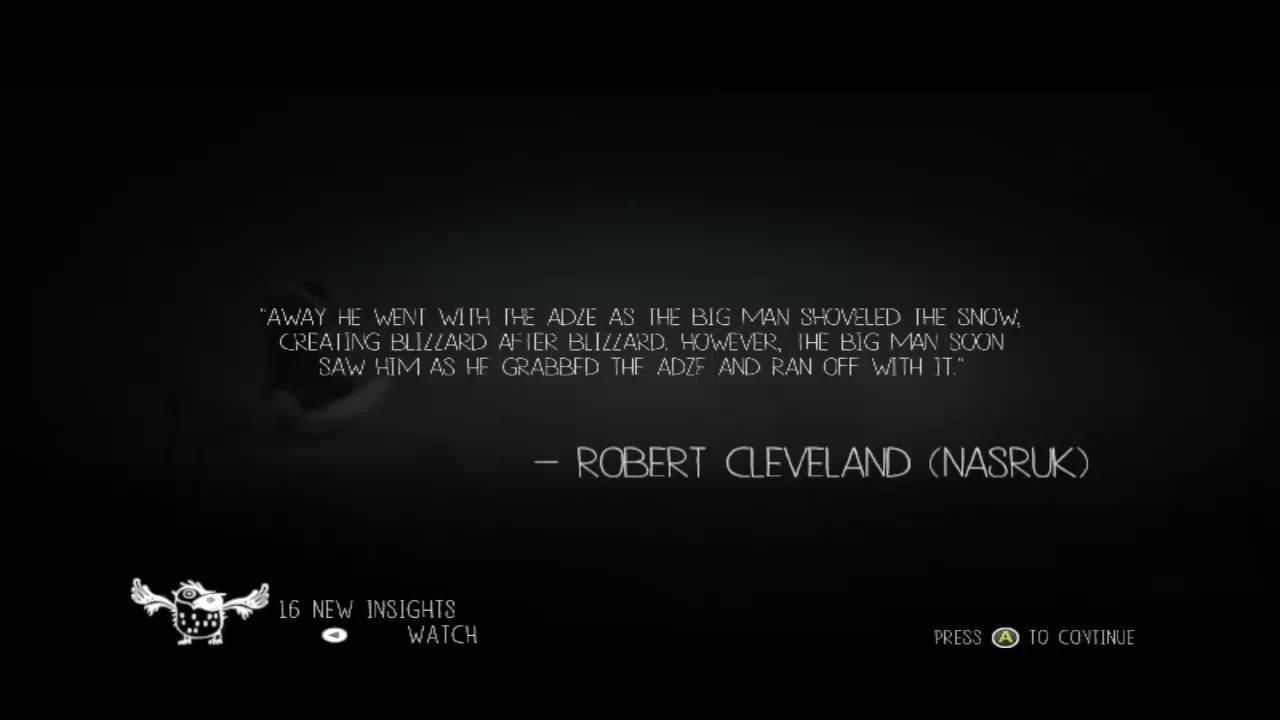 "AWAY HE WENT WITH THE ADZE AS THE BIG MAN SHOVELED THE SNOW,
CREATING BLIZZARD AFTER BLIZZARD. HOWEVER, THE BIG MAN SOON
SAW HIM AS HE GRABBED THE ADZE AND RAN OFF WITH IT."
– ROBERT CLEVELAND (NASRUK)
16 NEW INSIGHTS
WATCH
PRESS A TO CONTINUE